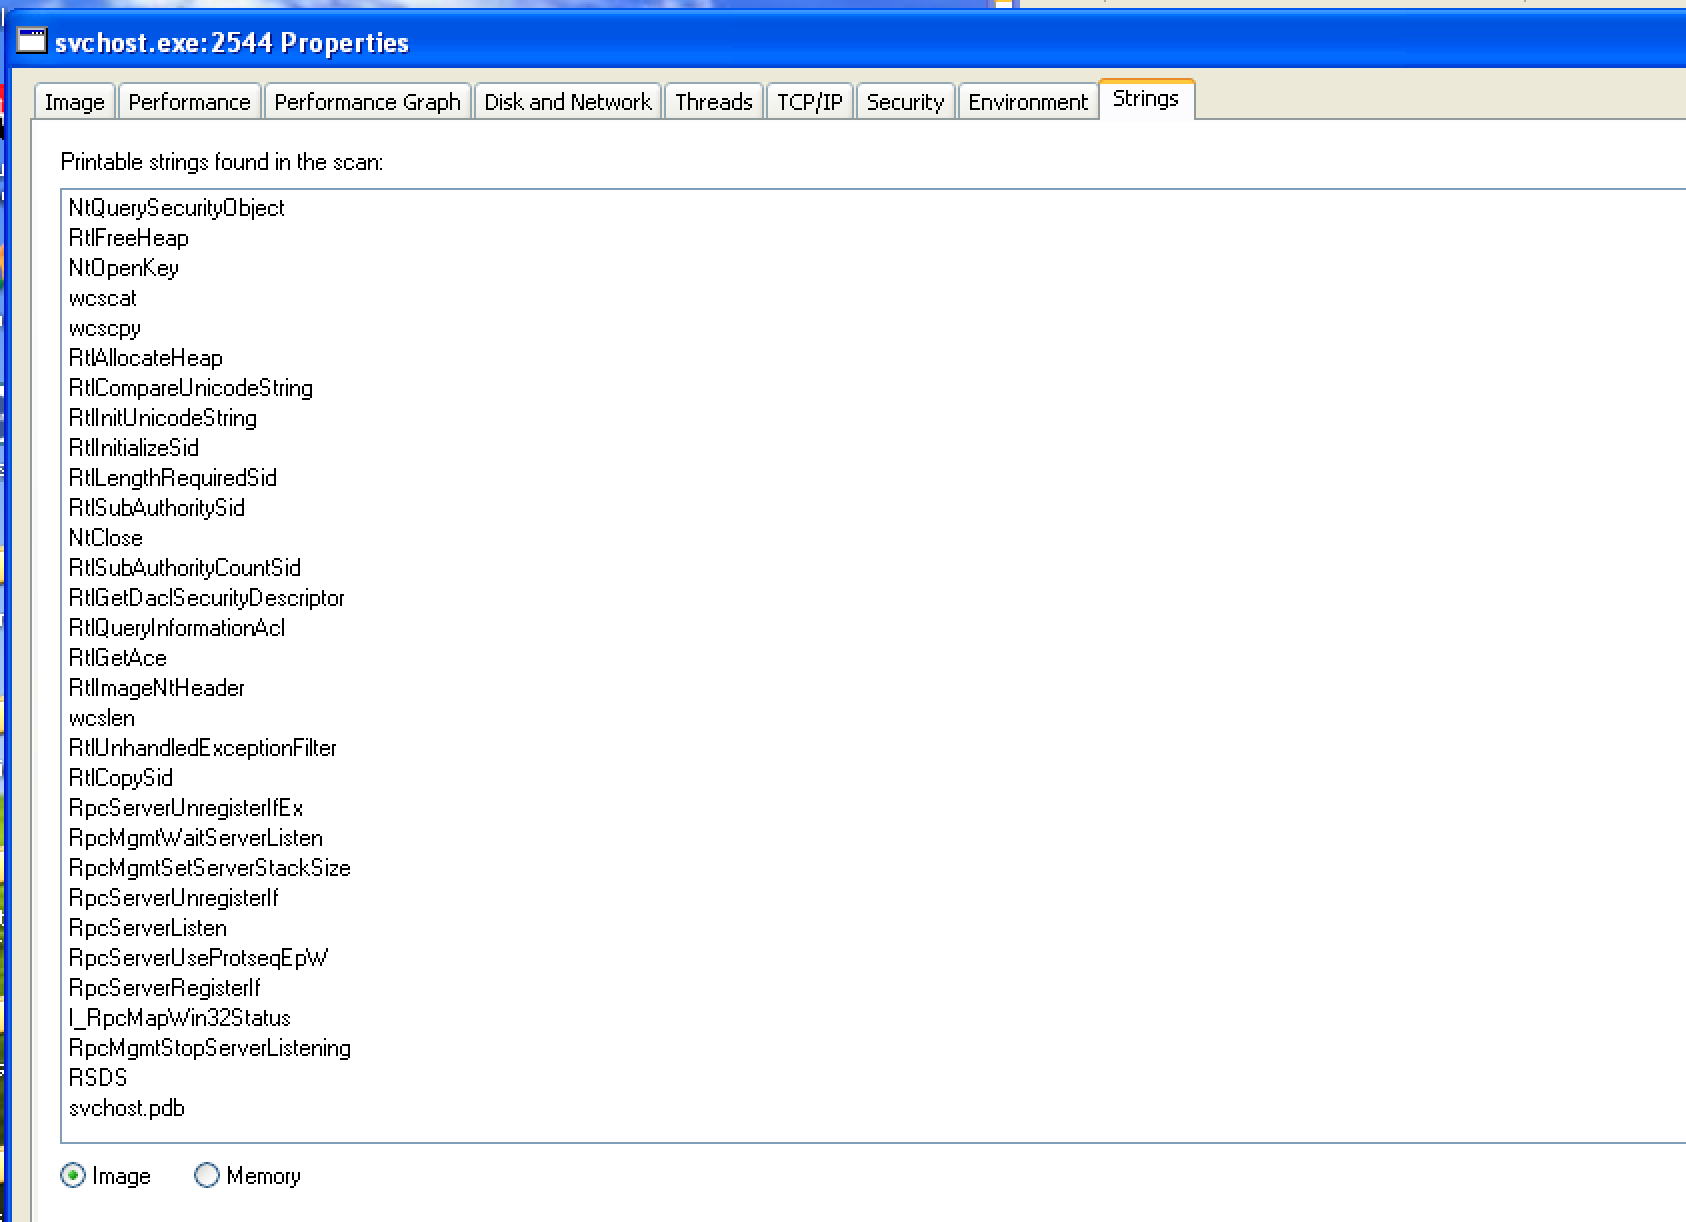 svchost.exe:2544 Properties
Image Performance Performance Graph Disk and Network Threads TCP/IP Security Environment Strings
Printable strings found in the scan:
NtQuerySecurityObject
RtlFreeHeap
NtOpenKey
wcscat
wcscpy
RtlAllocateHeap
RtlCompareUnicodeString
RtlInitUnicodeString
RtlInitializeSid
RtlLengthRequiredSid
RtlSubAuthoritySid
NtClose
RtlSubAuthorityCountSid
RtlGetDaclSecurityDescriptor
RtlQueryInformationAcl
RtlGetAce
RtlImageNtHeader
wcslen
RtlUnhandledExceptionFilter
RtlCopySid
RpcServerUnregisterIfEx
RpcMgmtWaitServerListen
RpcMgmtSetServerStackSize
RpcServerUnregisterIf
RpcServerListen
RpcServerUseProtseqEpW
RpcServerRegisterIf
I_RpcMapWin32Status
RpcMgmtStopServerListening
RSDS
svchost.pdb
Image Memory